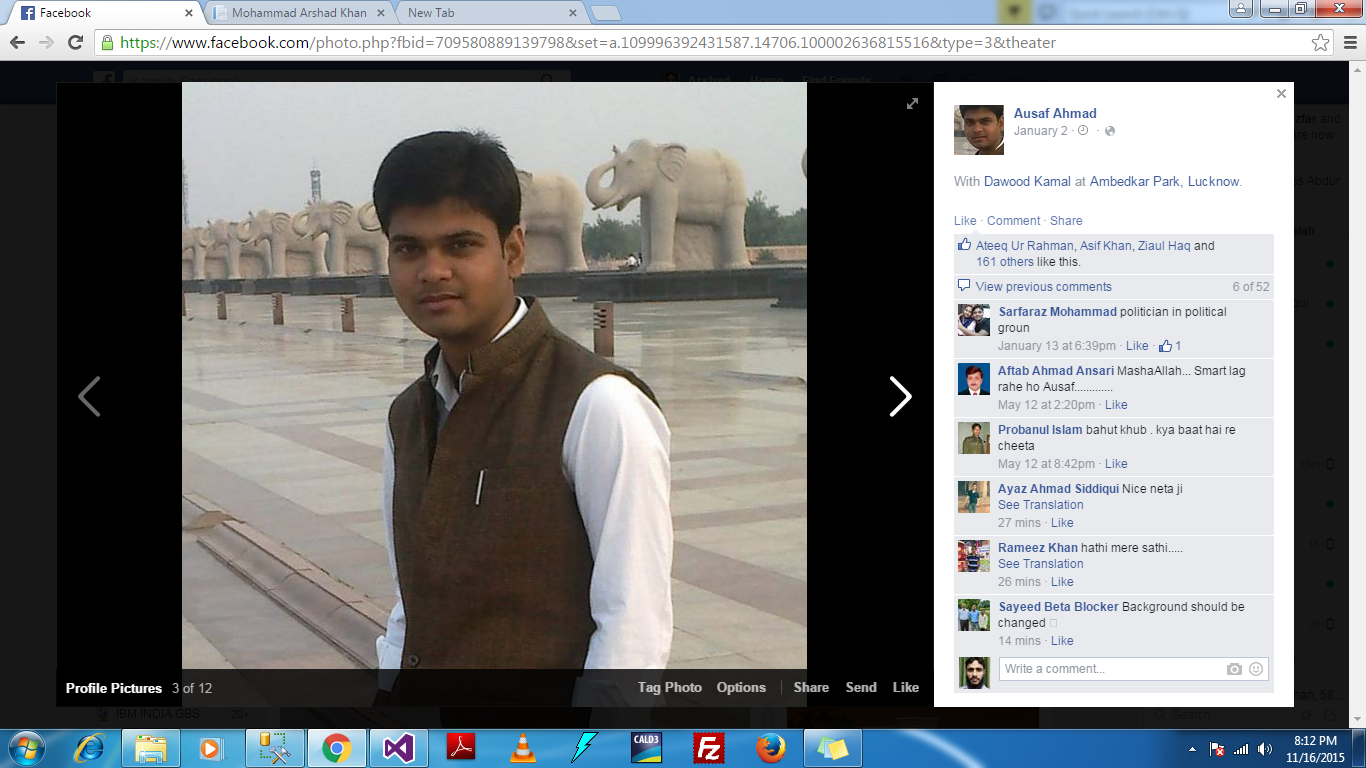 Facebook
Mohammad Arshad Khan
New Tab
https://www.facebook.com/photo.php?fbid=709580889139798&set=a.109996392431587.14706.100002636815516&type=3&theater
Ausaf Ahmad
January 2 ·
With Dawood Kamal at Ambedkar Park, Lucknow.
Like · Comment · Share
Ateeq Ur Rahman, Asif Khan, Ziaul Haq and
161 others like this.
View previous comments 6 of 52
Sarfaraz Mohammad politician in political
groun
January 13 at 6:39pm · Like · 1
Aftab Ahmad Ansari MashaAllah... Smart lag
rahe ho Ausaf.............
May 12 at 2:20pm · Like
Probanul Islam bahut khub . kya baat hai re
cheeta
May 12 at 8:42pm · Like
Ayaz Ahmad Siddiqui Nice neta ji
See Translation
27 mins · Like
Rameez Khan hathi mere sathi.....
See Translation
26 mins · Like
Sayeed Beta Blocker Background should be
changed
14 mins · Like
Write a comment...
Profile Pictures 3 of 12
Tag Photo Options Share Send Like
IBM INDIA GBS
Search
CALD3
Fz
8:12 PM
11/16/2015